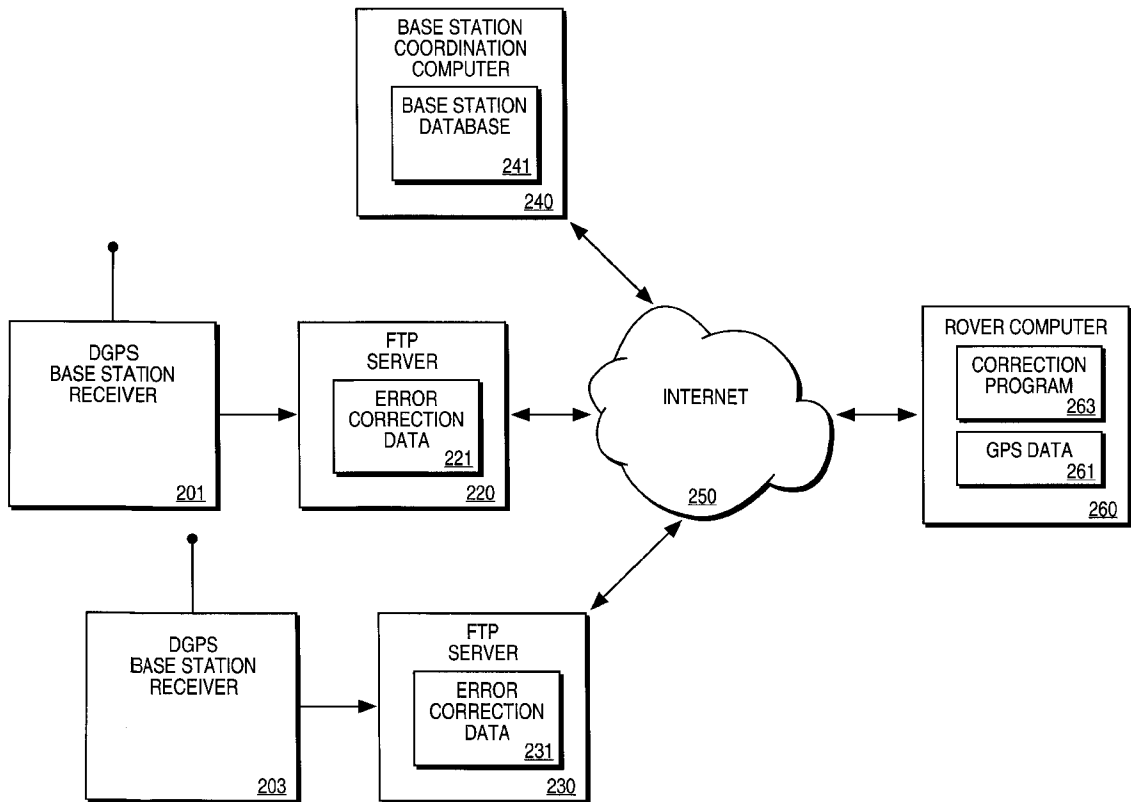 BASE STATION
COORDINATION
COMPUTER
BASE STATION
DATABASE
241
240
DGPS
BASE STATION
RECEIVER
201
FTP
SERVER
ERROR
CORRECTION
DATA
221
220
INTERNET
250
ROVER COMPUTER
CORRECTION
PROGRAM
263
GPS DATA
261
260
DGPS
BASE STATION
RECEIVER
203
FTP
SERVER
ERROR
CORRECTION
DATA
231
230